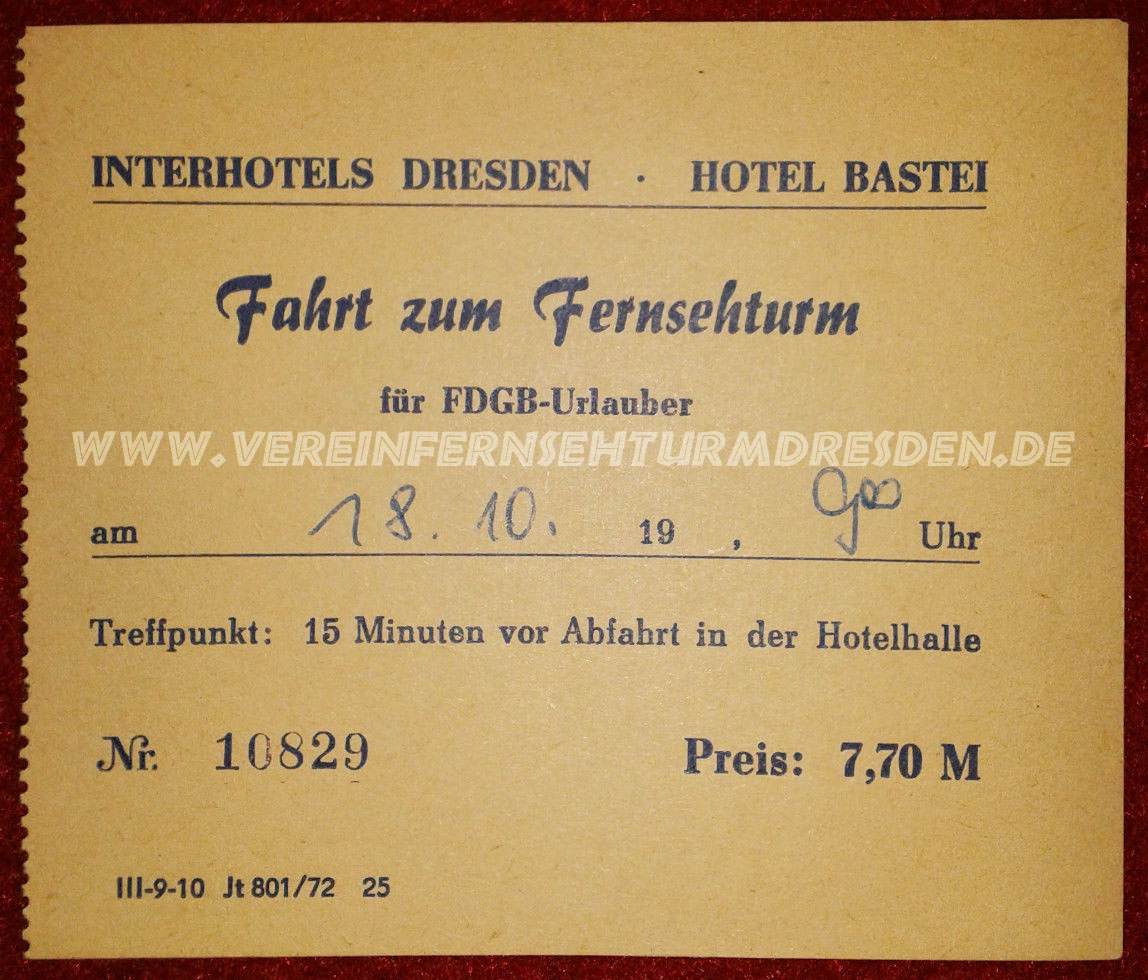 INTERHOTELS DRESDEN · HOTEL BASTEI
Fahrt zum Fernsehturm
für FDGB-Urlauber
WWW.VEREINFERNSEHTURMDRESDEN.DE
am 18. 10. 19 , 9⁰⁰ Uhr
Treffpunkt: 15 Minuten vor Abfahrt in der Hotelhalle
Nr. 10829 Preis: 7,70 M
III-9-10 Jt 801/72 25